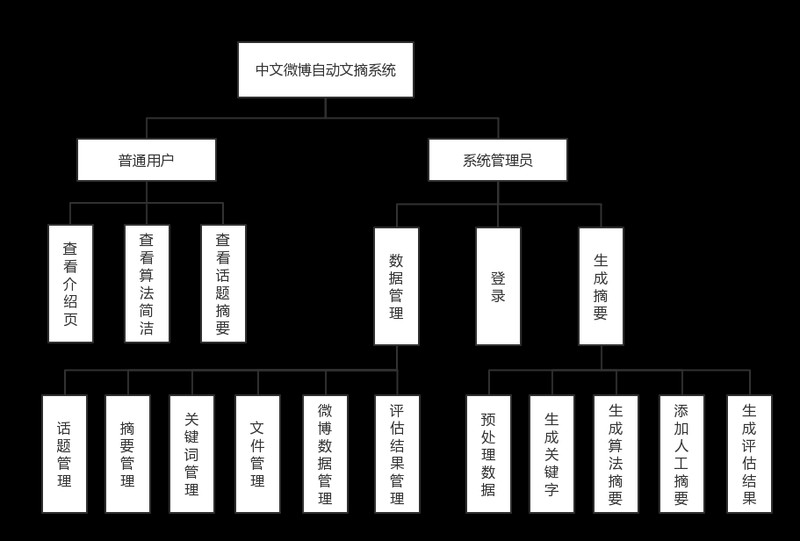 中文微博自动文摘系统
普通用户
系统管理员
查看介绍页
查看算法简洁
查看话题摘要
数据管理
登录
生成摘要
话题管理
摘要管理
关键词管理
文件管理
微博数据管理
评估结果管理
预处理数据
生成关键字
生成算法摘要
添加人工摘要
生成评估结果